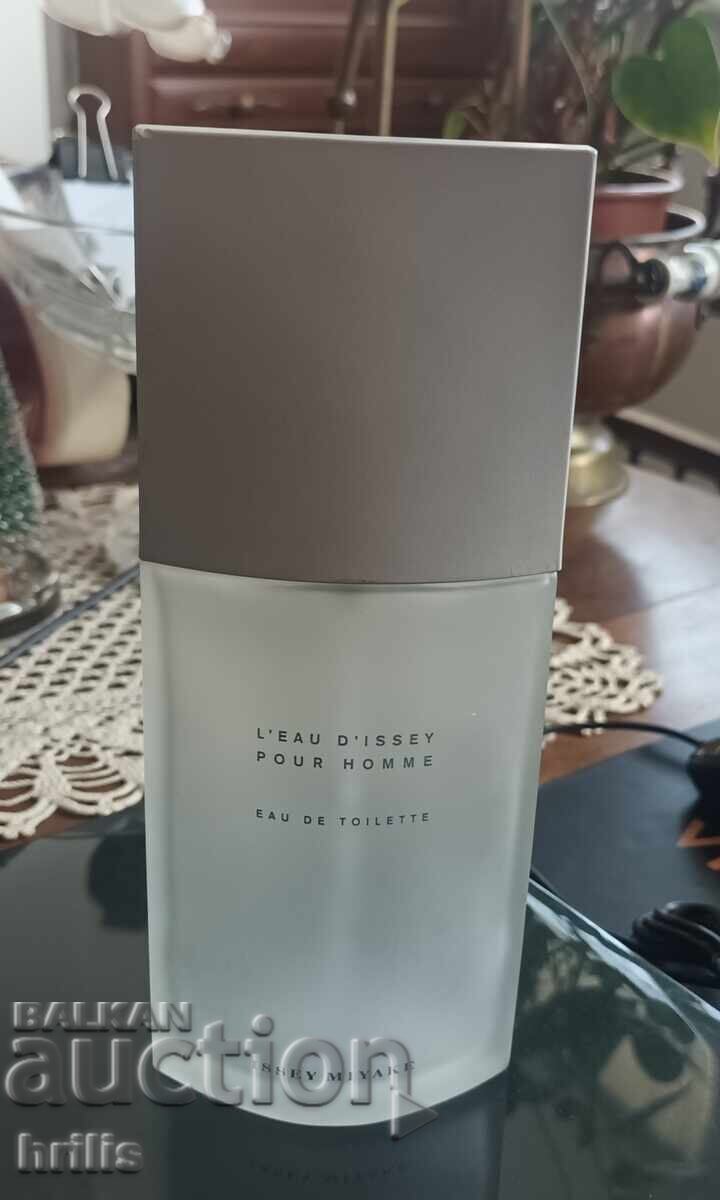 L'EAU D'ISSEY
POUR HOMME
EAU DE TOILETTE
ISSEY MIYAKE
BALKAN
auction
hrilis